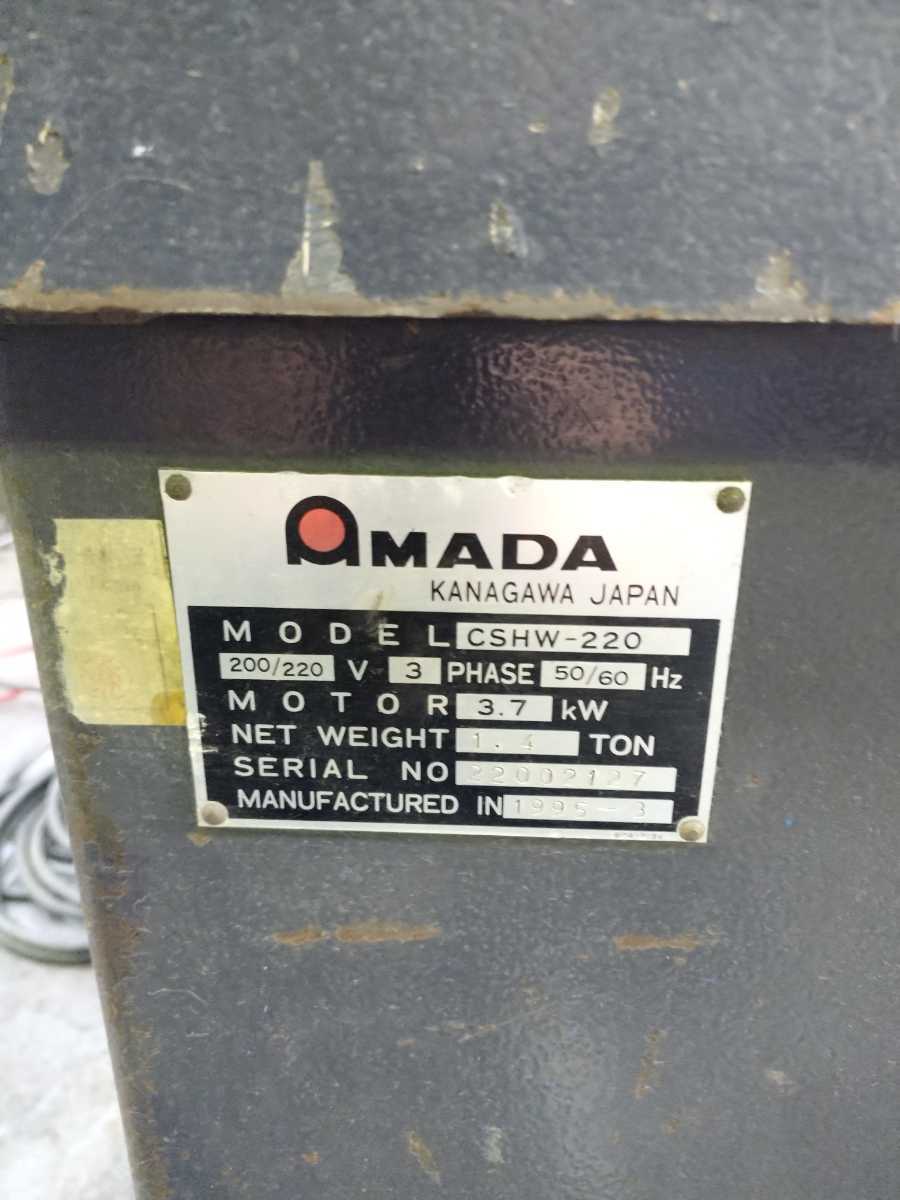 AMADA
KANAGAWA JAPAN
MODEL CSHW-220
200/220 V 3 PHASE 50/60 Hz
MOTOR 3.7 kW
NET WEIGHT 1.4 TON
SERIAL NO 22002127
MANUFACTURED IN 1995-3